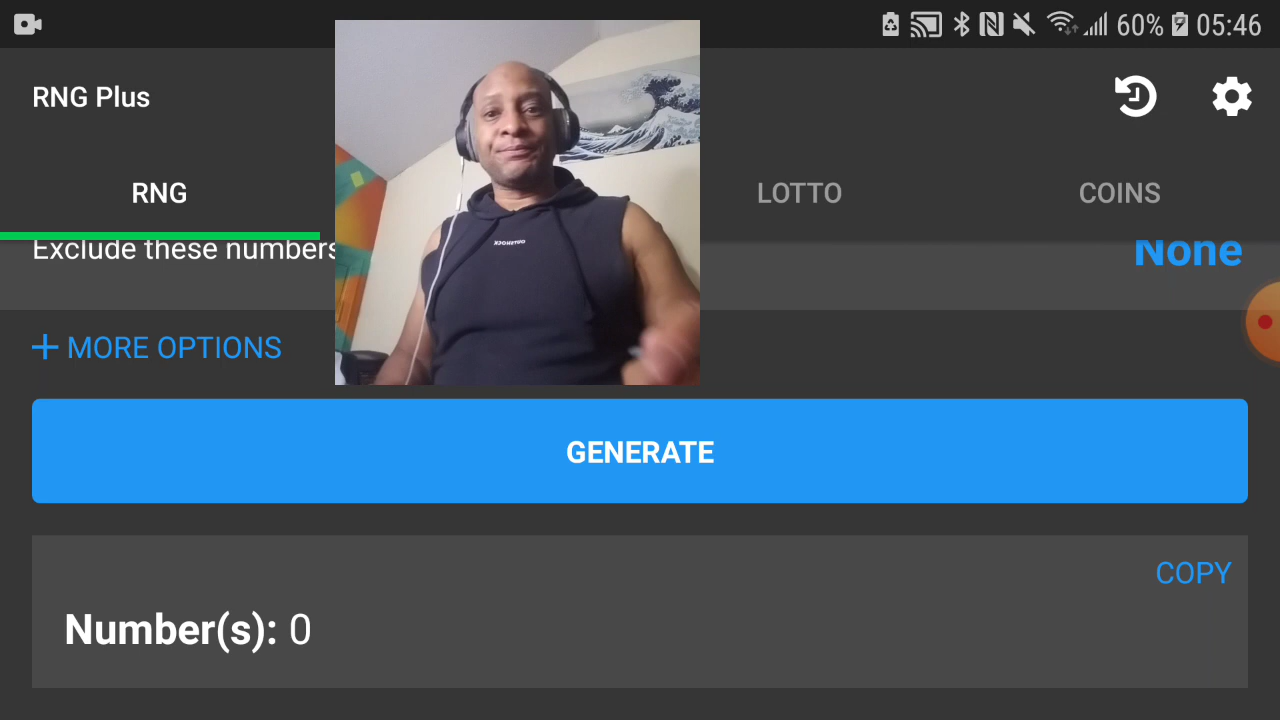 60% 05:46
RNG Plus
RNG
LOTTO
COINS
Exclude these numbers
None
+ MORE OPTIONS
GENERATE
COPY
Number(s): 0